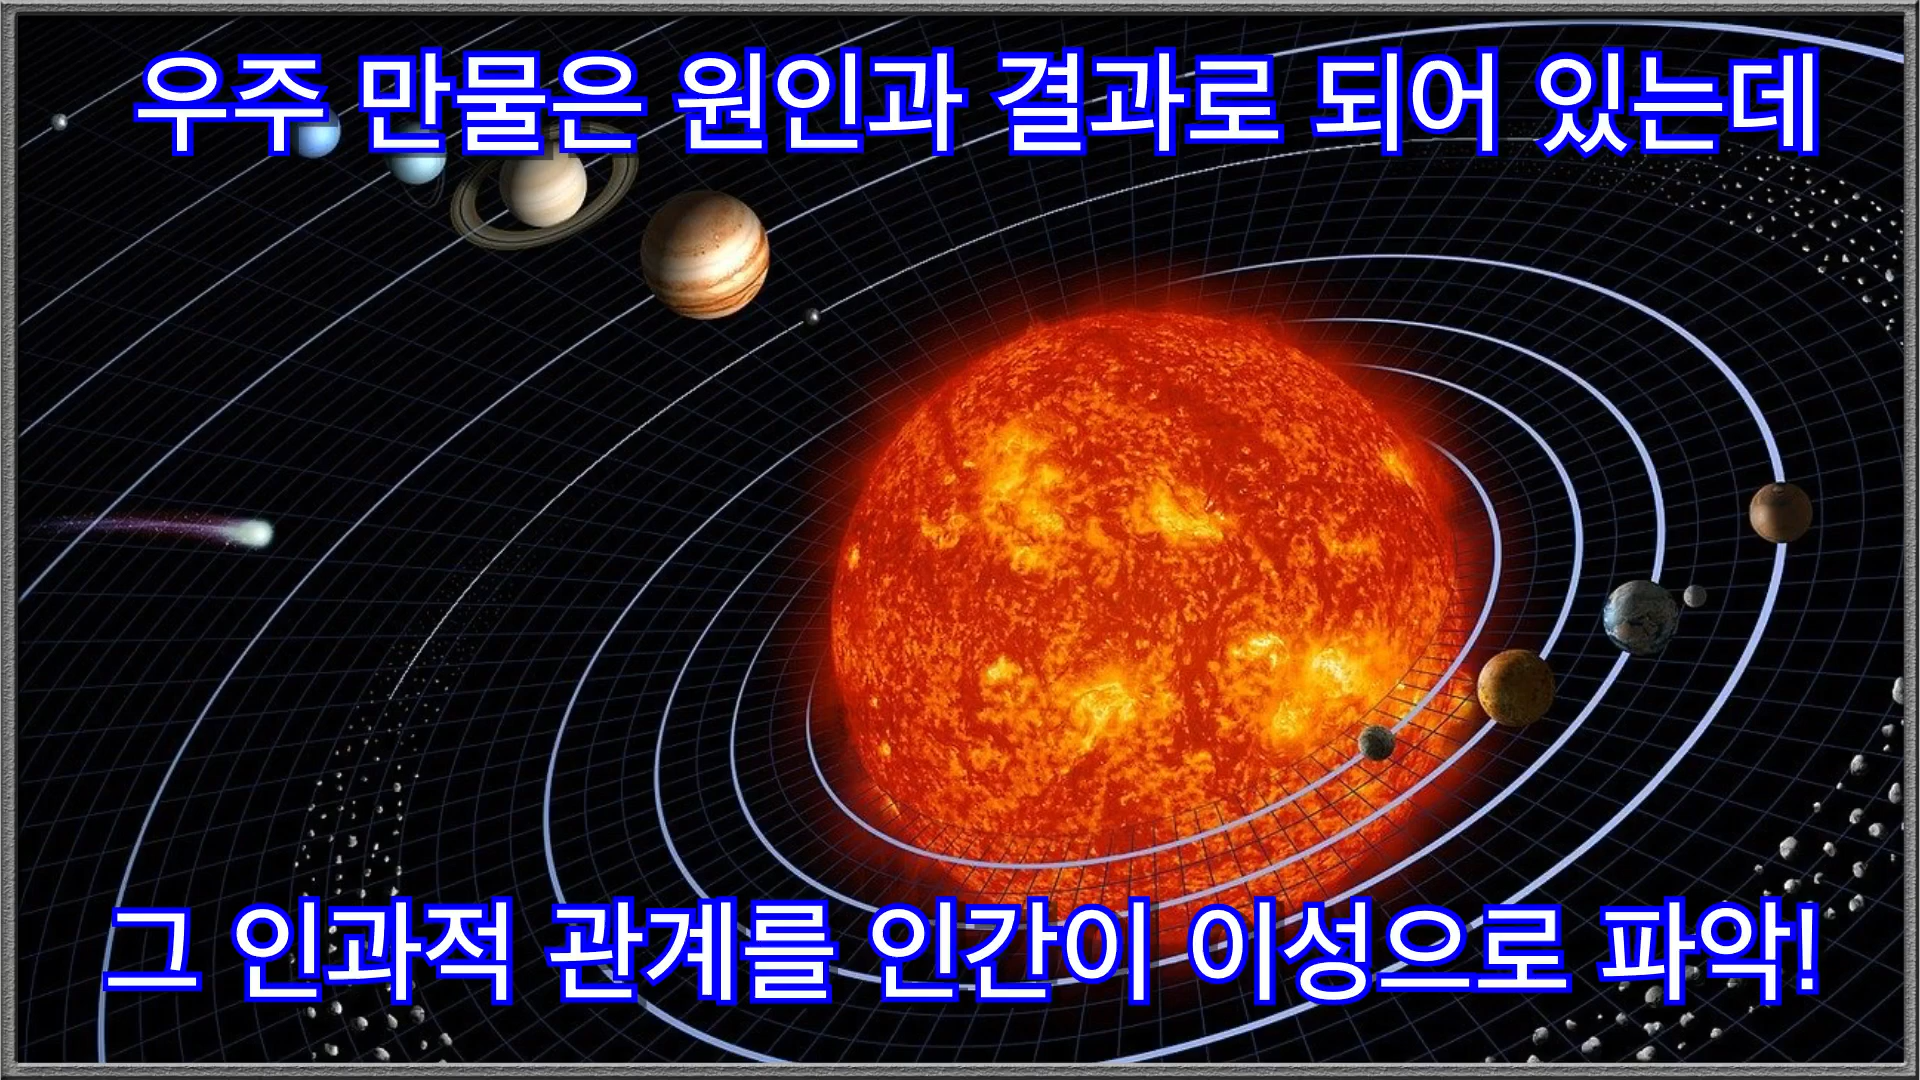 우주 만물은 원인과 결과로 되어 있는데
그 인과적 관계를 인간이 이성으로 파악!